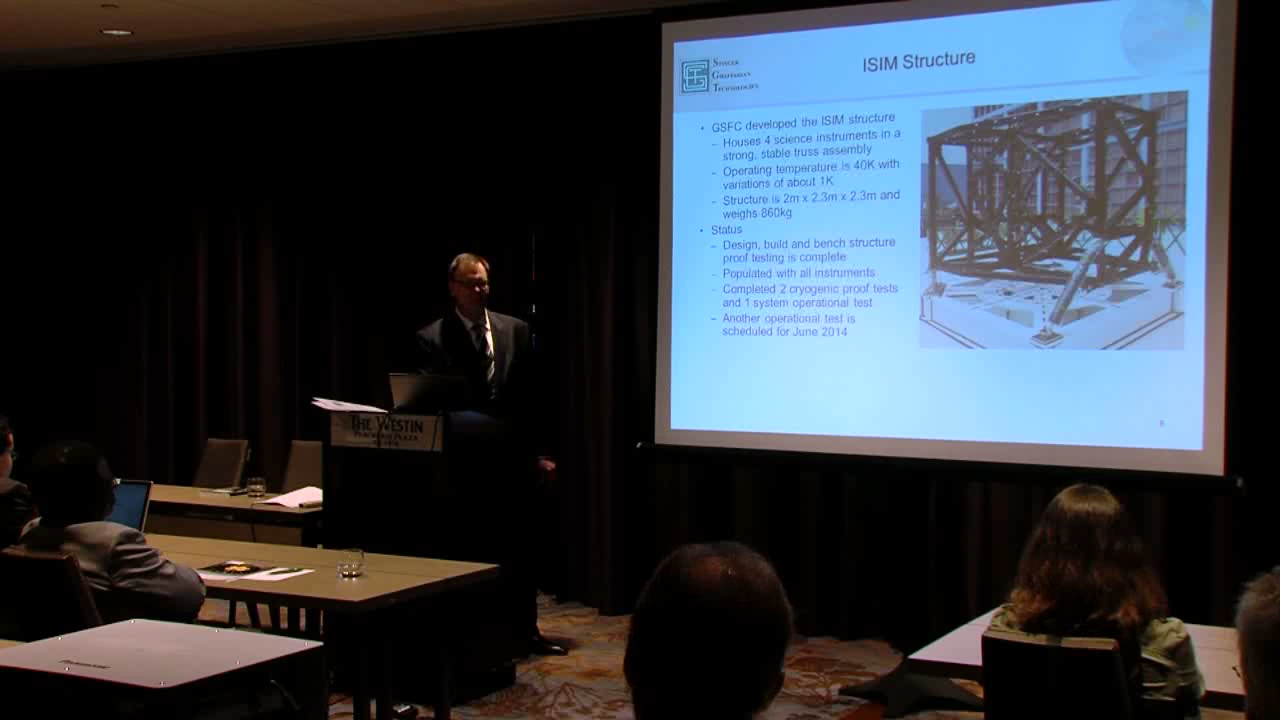 STINGER
GHAFFARIAN
TECHNOLOGIES
ISIM Structure
• GSFC developed the ISIM structure
– Houses 4 science instruments in a
strong, stable truss assembly
– Operating temperature is 40K with
variations of about 1K
– Structure is 2m x 2.3m x 2.3m and
weighs 860kg
• Status
– Design, build and bench structure
proof testing is complete
– Populated with all instruments
– Completed 2 cryogenic proof tests
and 1 system operational test
– Another operational test is
scheduled for June 2014
THE WESTIN